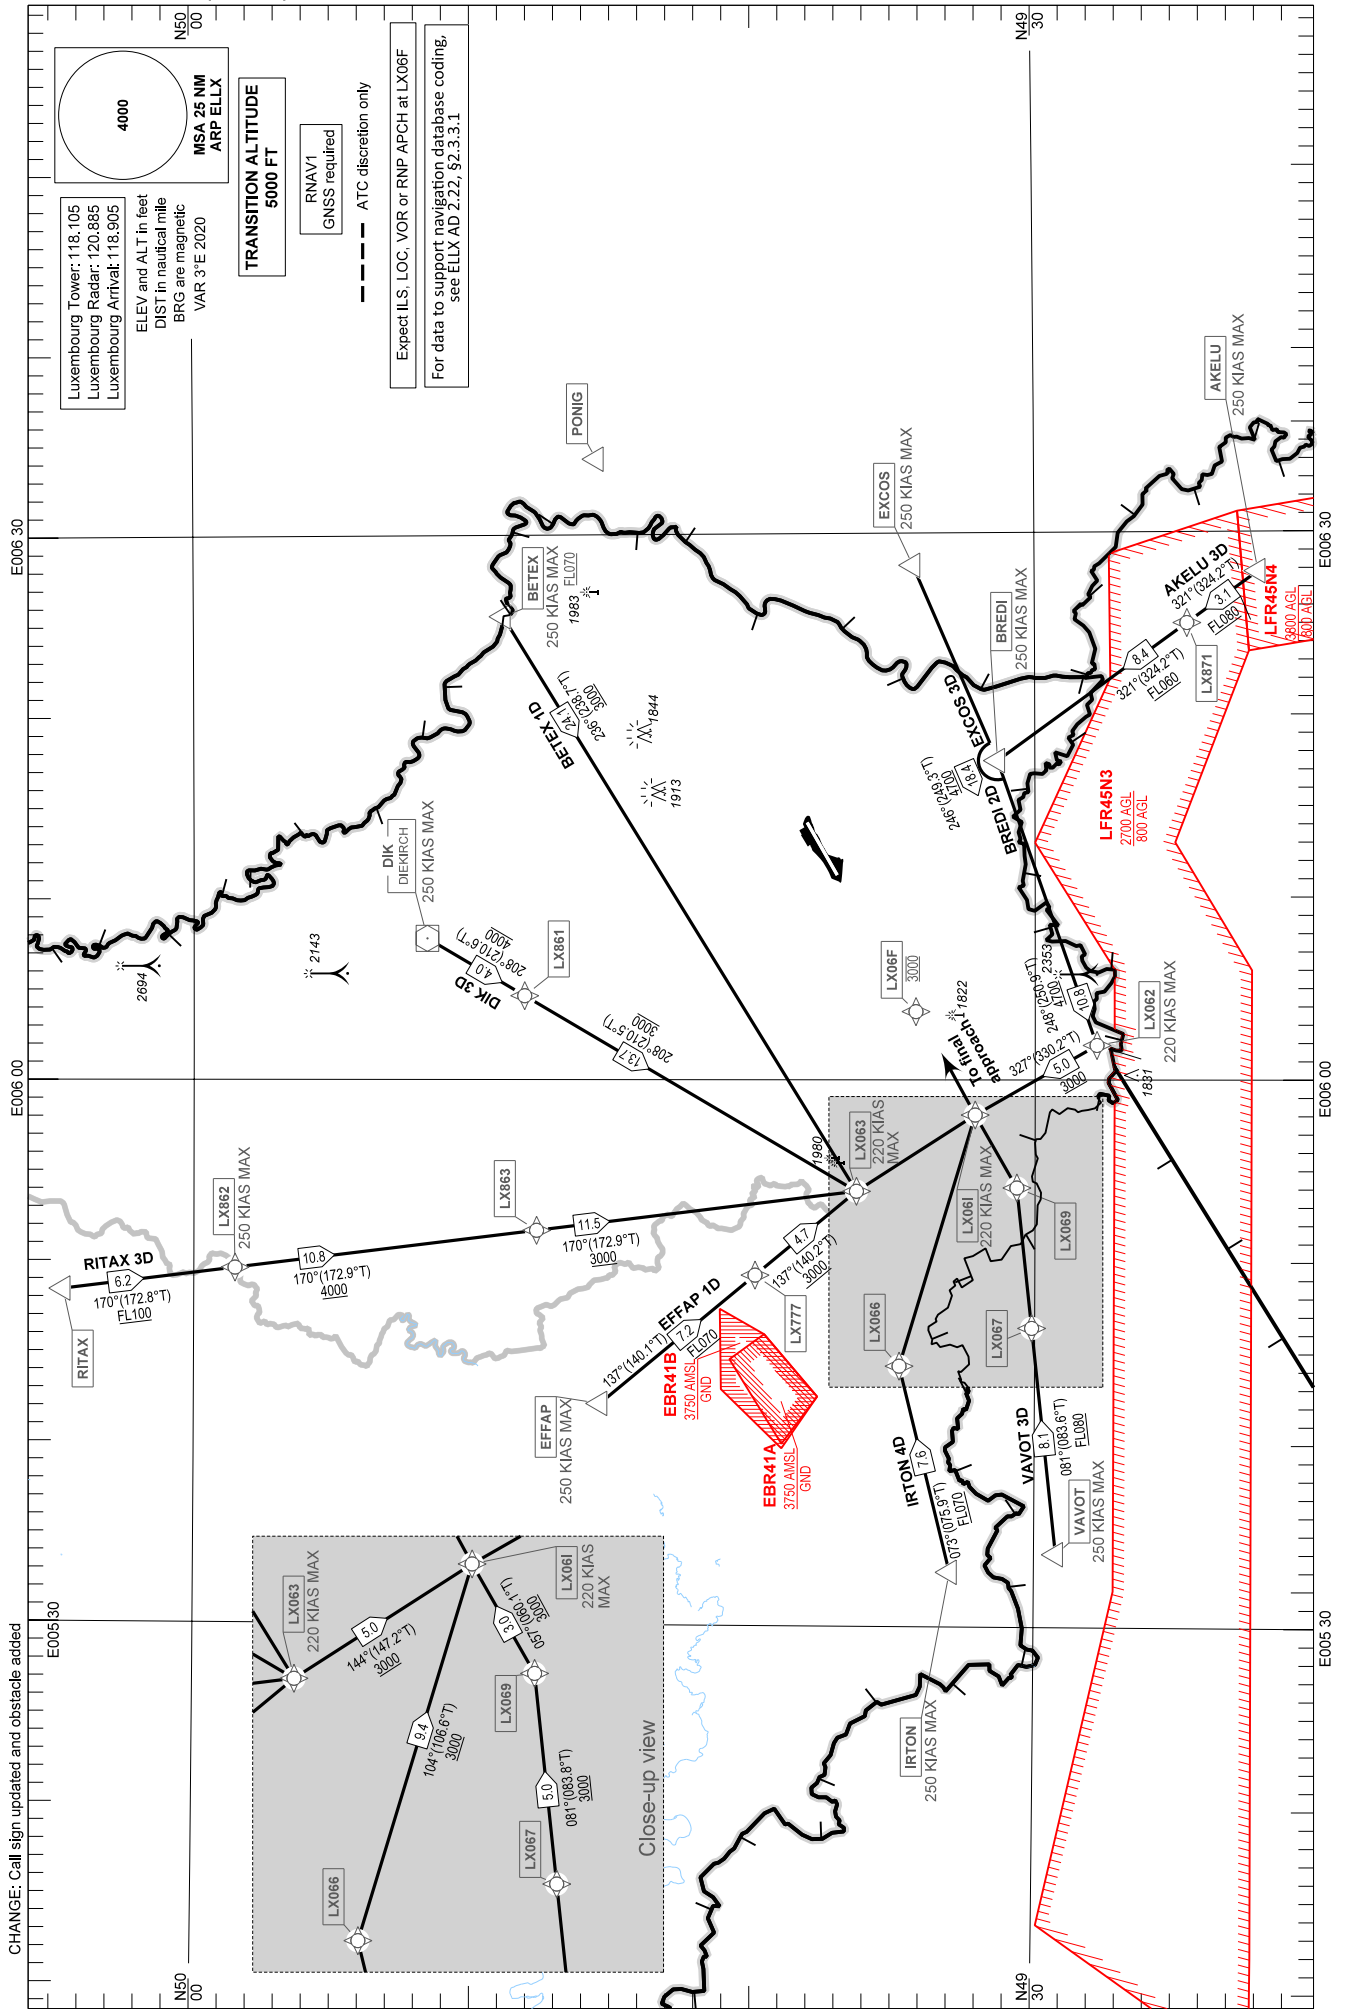 CHANGE: Call sign updated and obstacle added
N50
00
N49
30
E005 30
E005 30
E006 00
E006 00
E006 30
E006 30
N50
00
N49
30
Luxembourg Tower: 118.105
Luxembourg Radar: 120.885
Luxembourg Arrival: 118.905
ELEV and ALT in feet
DIST in nautical mile
BRG are magnetic
VAR 3°E 2020
4000
MSA 25 NM
ARP ELLX
TRANSITION ALTITUDE
5000 FT
RNAV1
GNSS required
ATC discretion only
Expect ILS, LOC, VOR or RNP APCH at LX06F
For data to support navigation database coding,
see ELLX AD 2.22, §2.3.3.1
PONIG
EXCOS
250 KIAS MAX
BETEX
250 KIAS MAX
FL070
1983
BREDI
250 KIAS MAX
AKELU
250 KIAS MAX
AKELU 3D
321°(324.2°T)
3.1
FL080
LFR45N4
3800 AGL
800 AGL
LX871
8.4
321°(324.2°T)
FL060
LFR45N3
2700 AGL
800 AGL
EXCOS 3D
18.4
246°(249.3°T)
4700
BREDI 2D
10.8
248°(250.9°T)
4700
2353
BETEX 1D
24.1
236°(238.7°T)
3000
1844
1913
DIK
DIEKIRCH
250 KIAS MAX
DIK 3D
4.0
208°(210.6°T)
4000
LX861
13.7
208°(210.5°T)
3000
2694
2143
LX06F
3000
1822
To final
approach
LX062
220 KIAS MAX
327°(330.2°T)
5.0
3000
1831
1980
LX063
220 KIAS
MAX
LX06I
220 KIAS MAX
LX069
LX067
LX066
RITAX
RITAX 3D
6.2
170°(172.8°T)
FL100
LX862
250 KIAS MAX
10.8
170°(172.9°T)
4000
LX863
11.5
170°(172.9°T)
3000
EFFAP
250 KIAS MAX
EFFAP 1D
137°(140.1°T)
7.2
FL070
LX777
4.7
137°(140.2°T)
3000
EBR41B
3750 AMSL
GND
EBR41A
3750 AMSL
GND
IRTON 4D
7.6
073°(075.9°T)
FL070
IRTON
250 KIAS MAX
VAVOT 3D
8.1
081°(083.6°T)
FL080
VAVOT
250 KIAS MAX
LX063
220 KIAS MAX
5.0
144°(147.2°T)
3000
LX06I
220 KIAS
MAX
3.0
057°(060.1°T)
3000
LX069
9.4
104°(106.6°T)
3000
5.0
081°(083.8°T)
3000
LX067
LX066
Close-up view